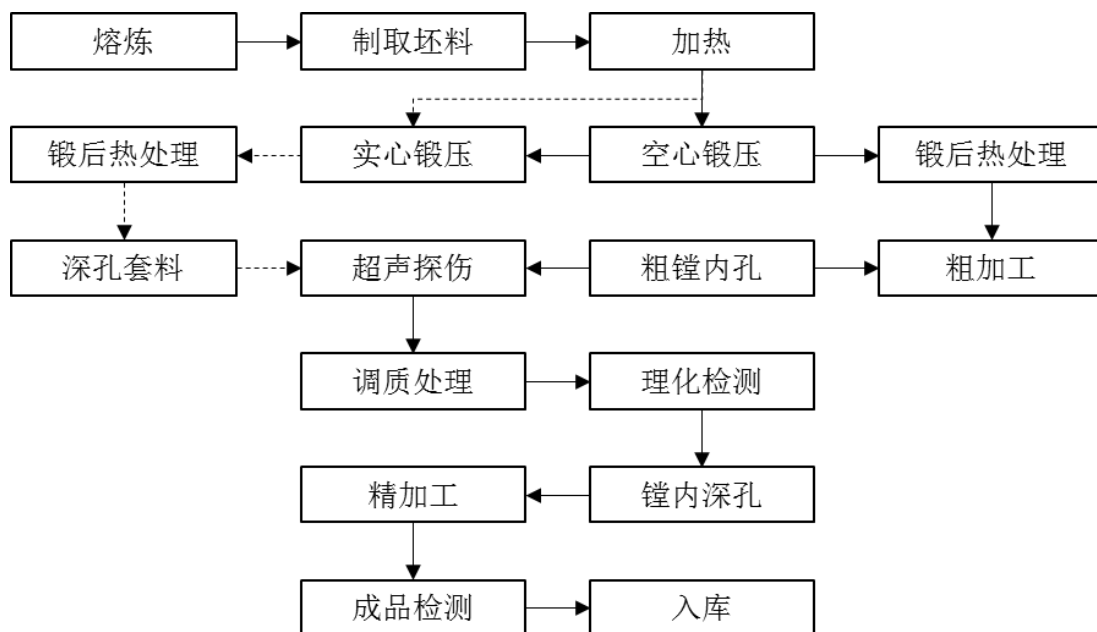 熔炼
制取坯料
加热
锻后热处理
实心锻压
空心锻压
锻后热处理
深孔套料
超声探伤
粗镗内孔
粗加工
调质处理
理化检测
精加工
镗内深孔
成品检测
入库